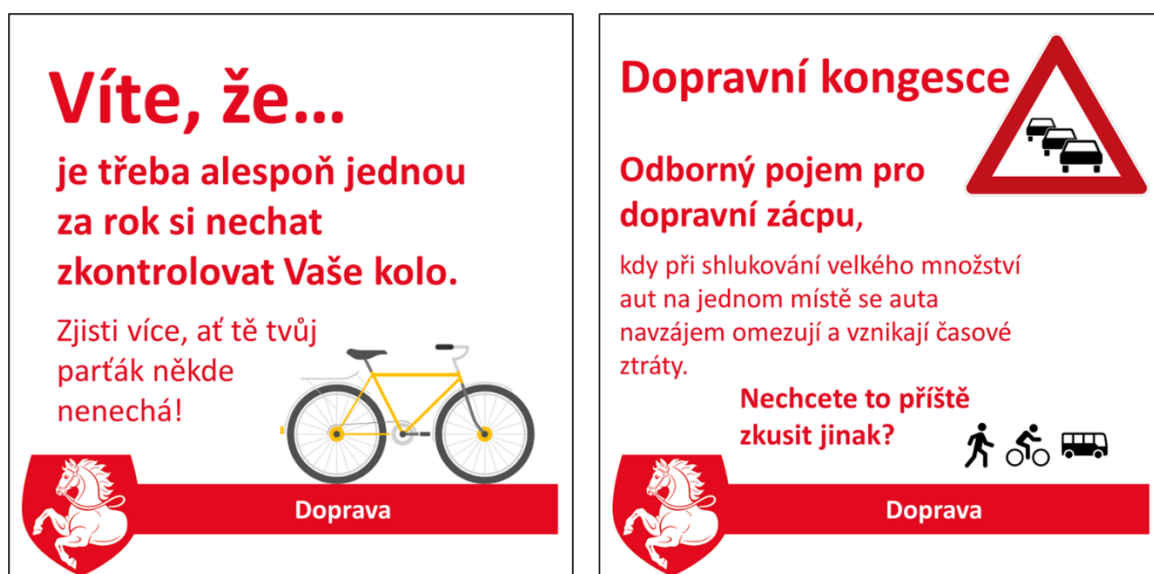 Víte, že...
je třeba alespoň jednou
za rok si nechat
zkontrolovat Vaše kolo.
Zjisti více, ať tě tvůj
parťák někde
nenechá!
Doprava
Dopravní kongesce
Odborný pojem pro
dopravní zácpu,
kdy při shlukování velkého množství
aut na jednom místě se auta
navzájem omezují a vznikají časové
ztráty.
Nechcete to příště
zkusit jinak?
Doprava